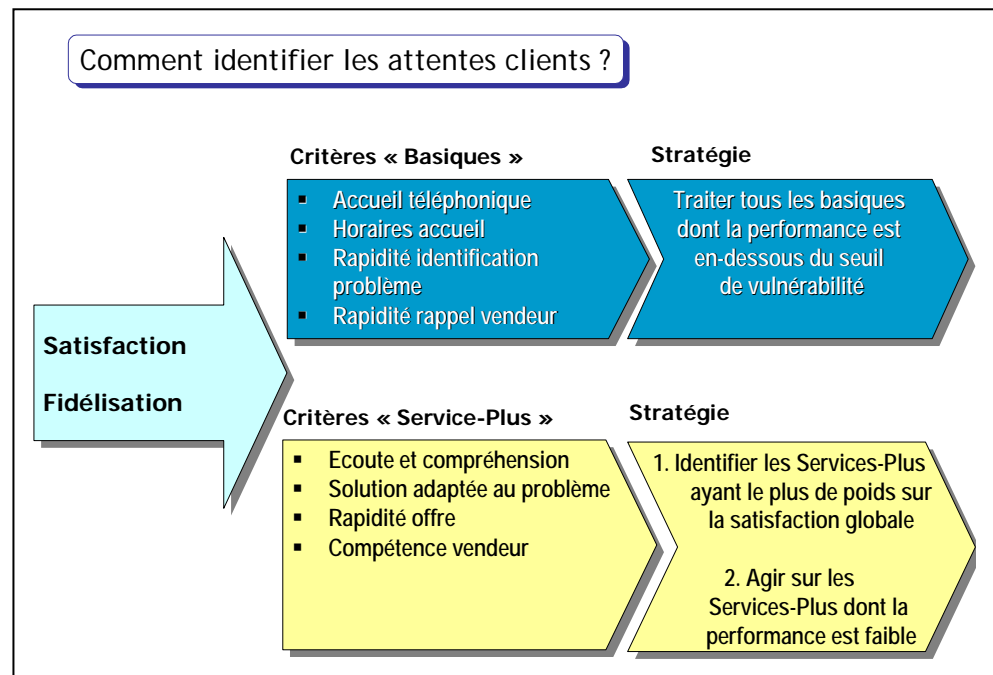 Comment identifier les attentes clients ?
Satisfaction
Fidélisation
Critères « Basiques »
▪ Accueil téléphonique
▪ Horaires accueil
▪ Rapidité identification
problème
▪ Rapidité rappel vendeur
Stratégie
Traiter tous les basiques
dont la performance est
en-dessous du seuil
de vulnérabilité
Critères « Service-Plus »
▪ Ecoute et compréhension
▪ Solution adaptée au problème
▪ Rapidité offre
▪ Compétence vendeur
Stratégie
1. Identifier les Services-Plus
ayant le plus de poids sur
la satisfaction globale
2. Agir sur les
Services-Plus dont la
performance est faible